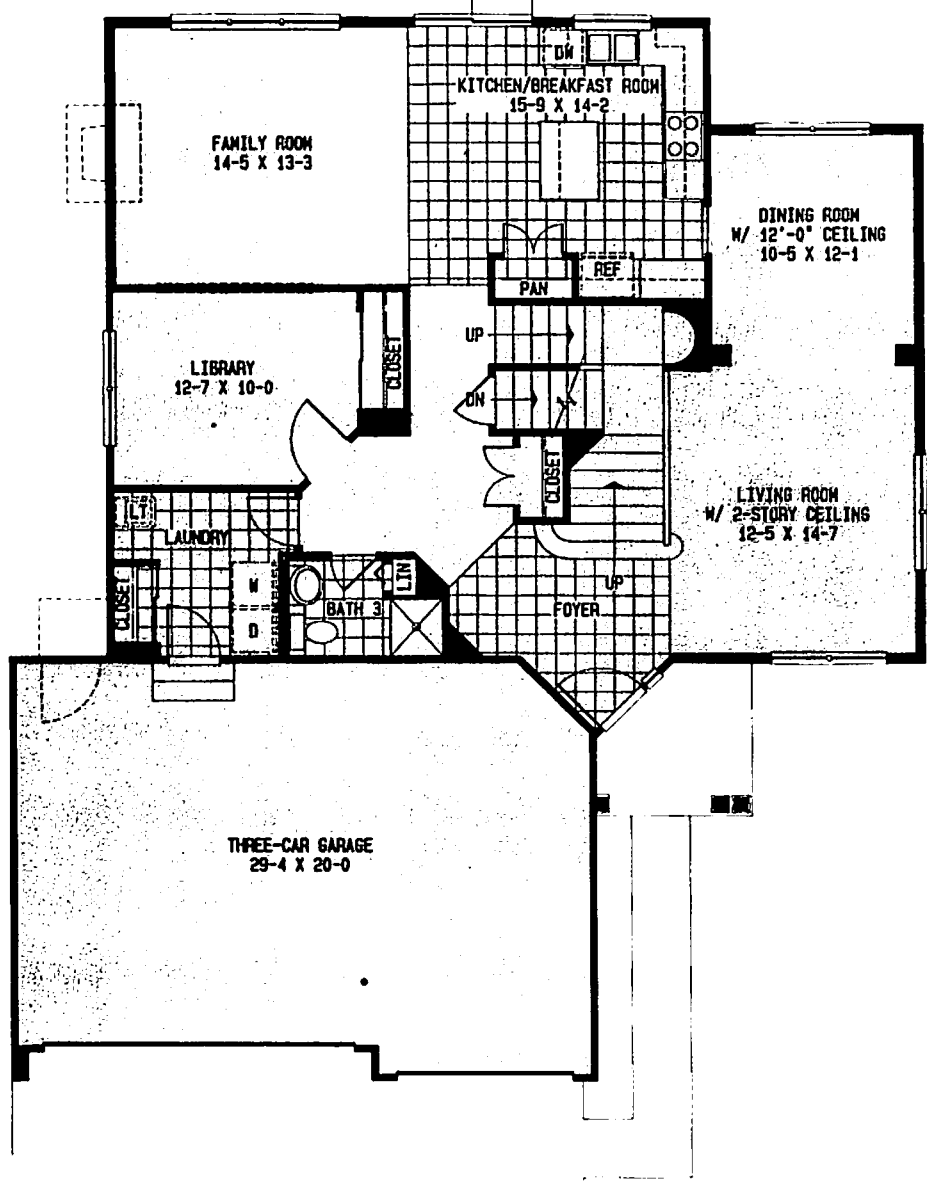 DW
KITCHEN/BREAKFAST ROOM
15-9 X 14-2
FAMILY ROOM
14-5 X 13-3
DINING ROOM
W/ 12'-0" CEILING
10-5 X 12-1
REF
PAN
UP
CLOSET
LIBRARY
12-7 X 10-0
DN
CLOSET
LIVING ROOM
W/ 2-STORY CEILING
12-5 X 14-7
LT
LAUNDRY
W
D
CLOSET
LIN
BATH 3
UP
FOYER
THREE-CAR GARAGE
29-4 X 20-0